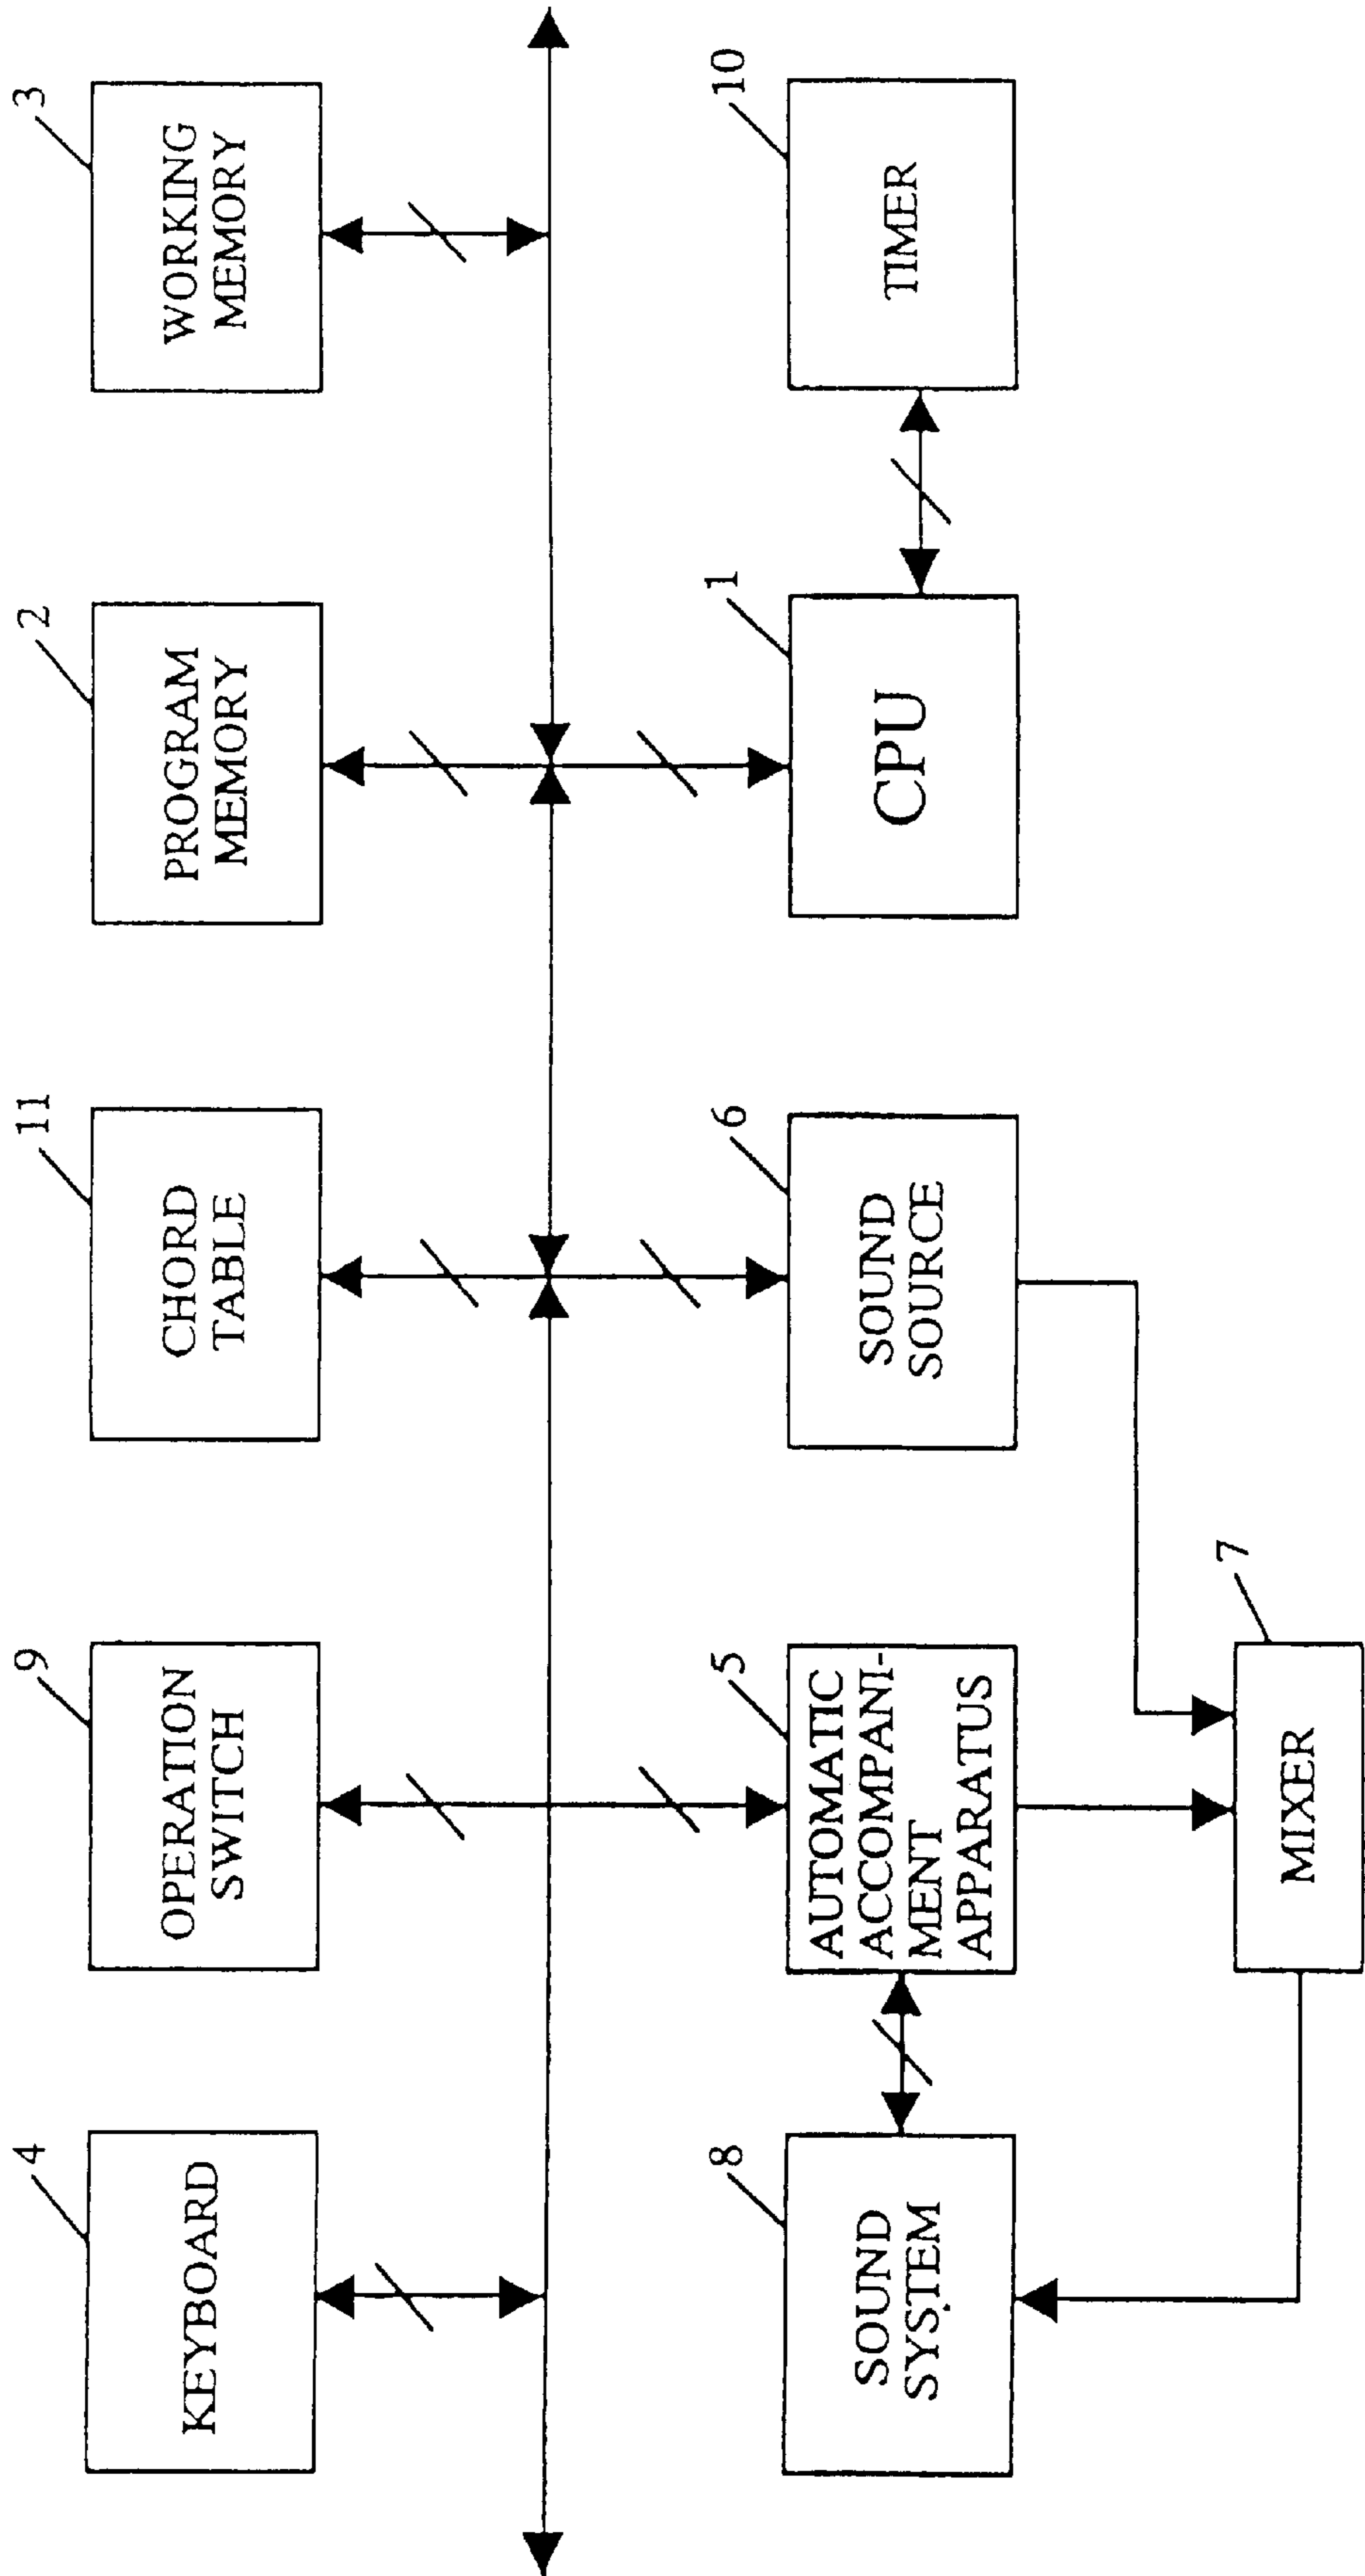 4
KEYBOARD
9
OPERATION
SWITCH
11
CHORD
TABLE
2
PROGRAM
MEMORY
3
WORKING
MEMORY
8
SOUND
SYSTEM
5
AUTOMATIC
ACCOMPANI-
MENT
APPARATUS
6
SOUND
SOURCE
1
CPU
10
TIMER
7
MIXER